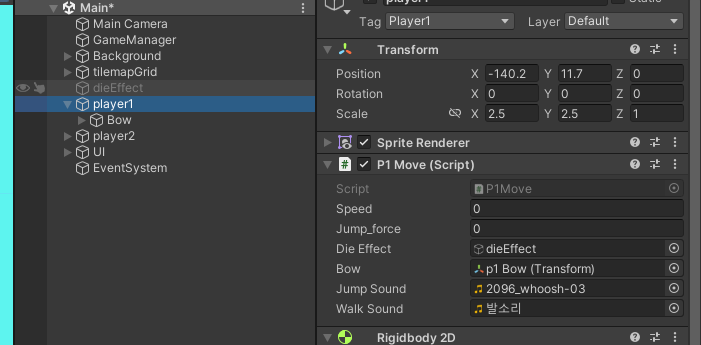 Main*
Main Camera
GameManager
Background
tilemapGrid
dieEffect
player1
Bow
player2
UI
EventSystem
Tag Player1 Layer Default
Transform
Position X -140.2 Y 11.7 Z 0
Rotation X 0 Y 0 Z 0
Scale X 2.5 Y 2.5 Z 1
Sprite Renderer
# P1 Move (Script)
Script # P1Move
Speed 0
Jump_force 0
Die Effect dieEffect
Bow p1 Bow (Transform)
Jump Sound 2096_whoosh-03
Walk Sound 발소리
Rigidbody 2D